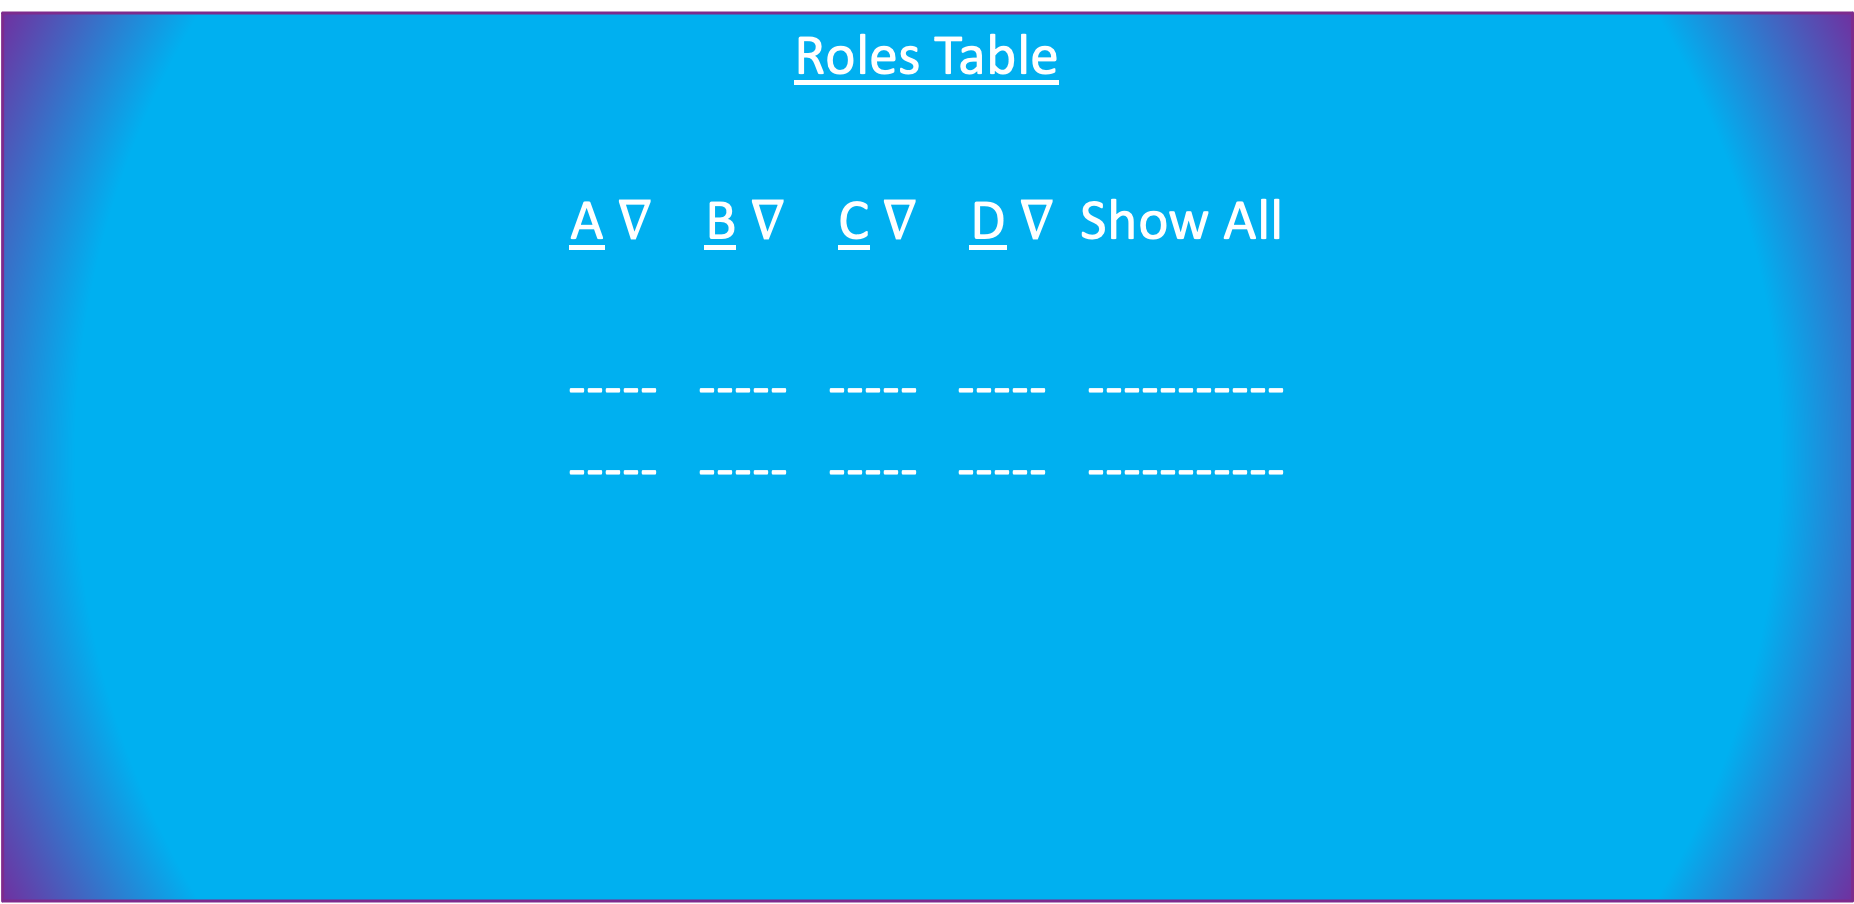 Roles Table
A ∇ B ∇ C ∇ D ∇ Show All
----- ----- ----- ----- -----------
----- ----- ----- ----- -----------